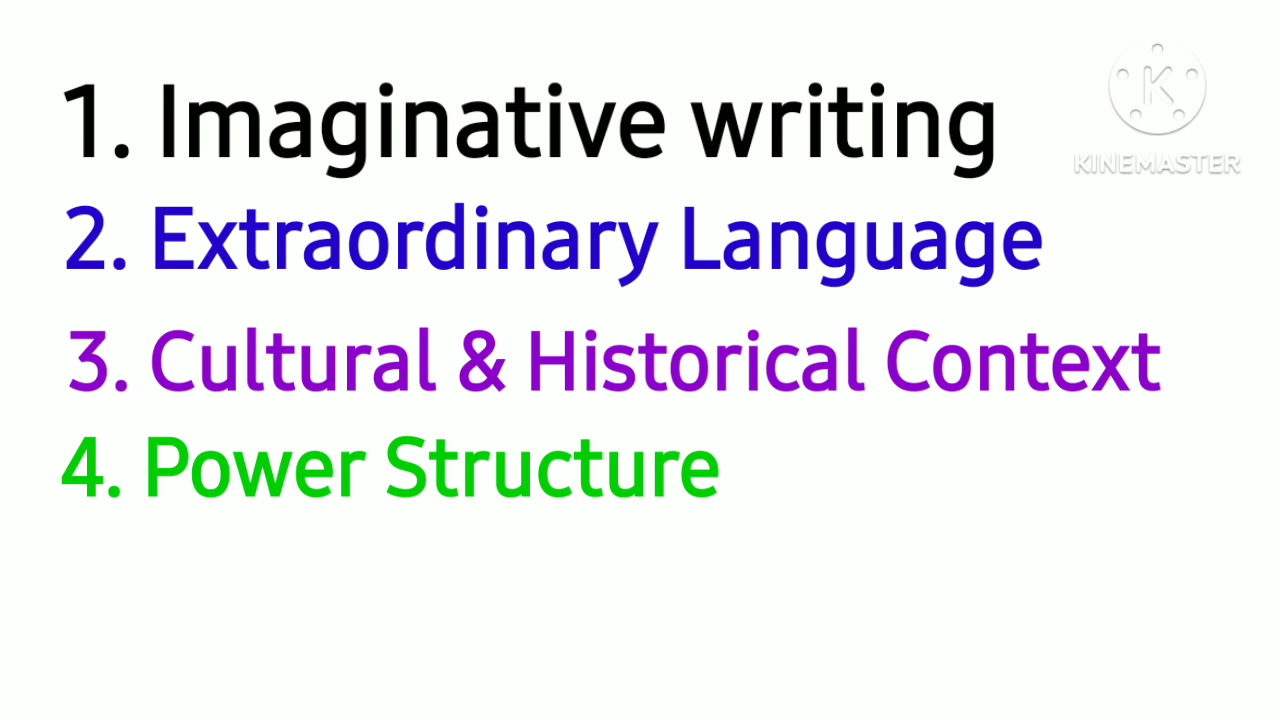 1. Imaginative writing
KINEMASTER
2. Extraordinary Language
3. Cultural & Historical Context
4. Power Structure